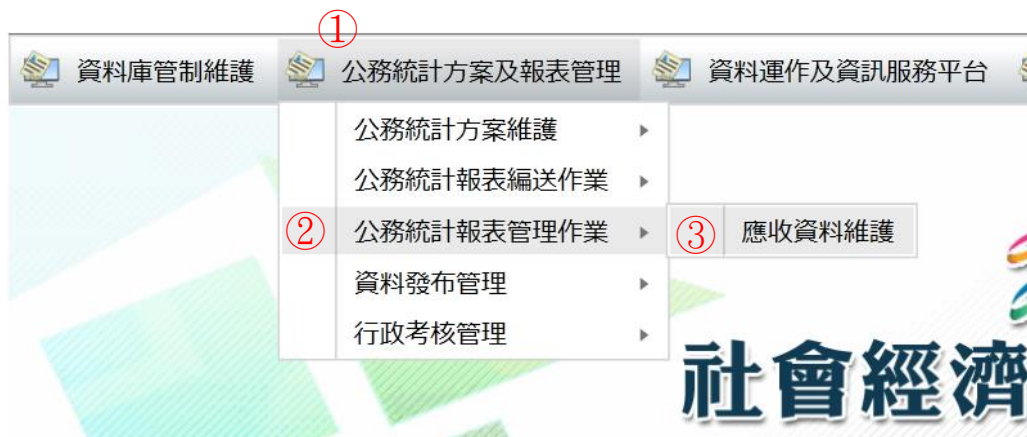 ①
資料庫管制維護 公務統計方案及報表管理 資料運作及資訊服務平台
公務統計方案維護
公務統計報表編送作業
② 公務統計報表管理作業 ③ 應收資料維護
資料發布管理
行政考核管理
社會經濟